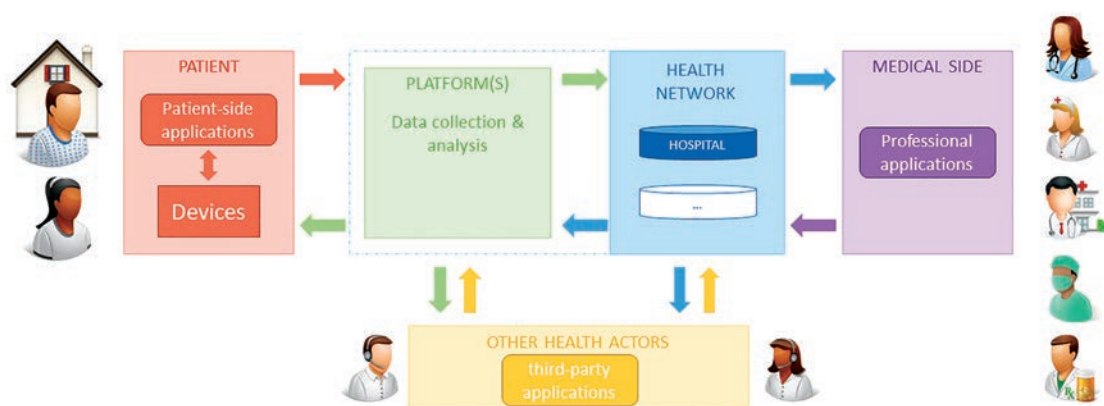 PATIENT
Patient-side
applications
Devices
PLATFORM(S)
Data collection &
analysis
HEALTH
NETWORK
HOSPITAL
...
MEDICAL SIDE
Professional
applications
OTHER HEALTH ACTORS
third-party
applications